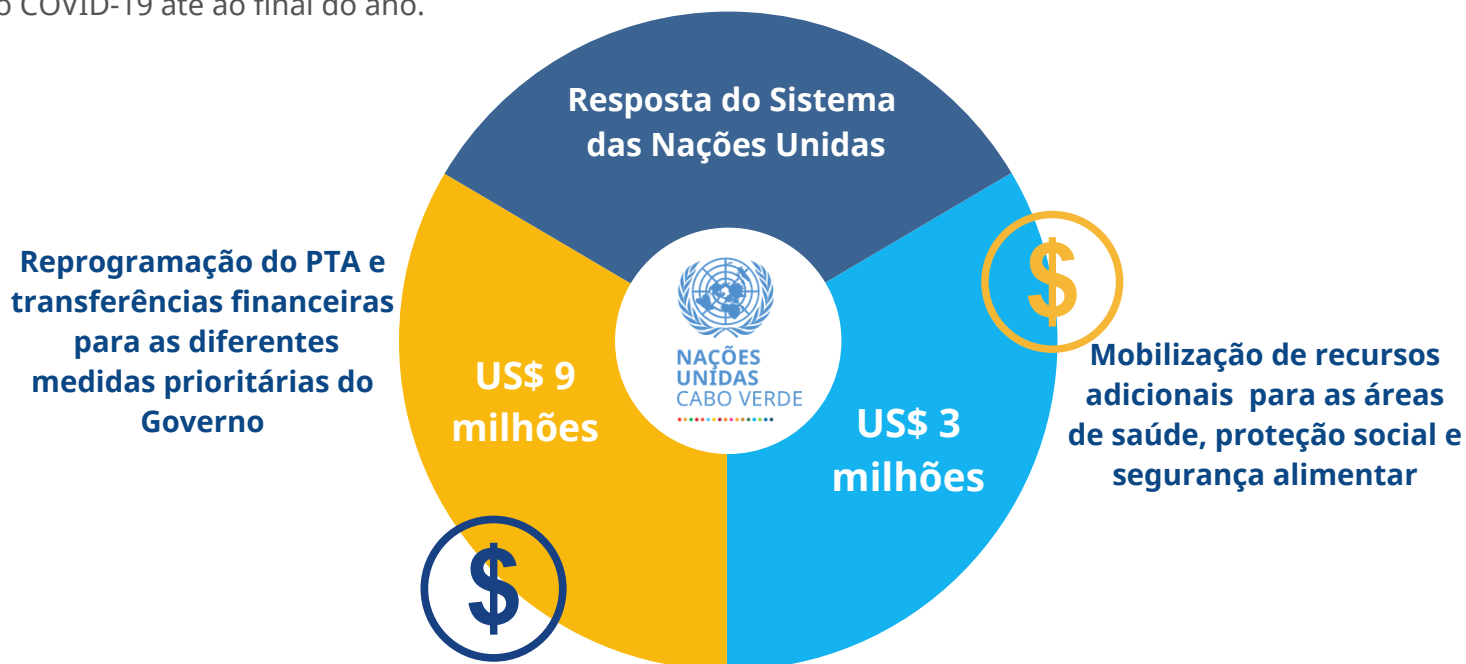 o COVID-19 até ao final do ano.
Resposta do Sistema
das Nações Unidas
Reprogramação do PTA e
transferências financeiras
para as diferentes
medidas prioritárias do
Governo
US$ 9
milhões
$
NAÇÕES
UNIDAS
CABO VERDE
US$ 3
milhões
$
Mobilização de recursos
adicionais para as áreas
de saúde, proteção social e
segurança alimentar